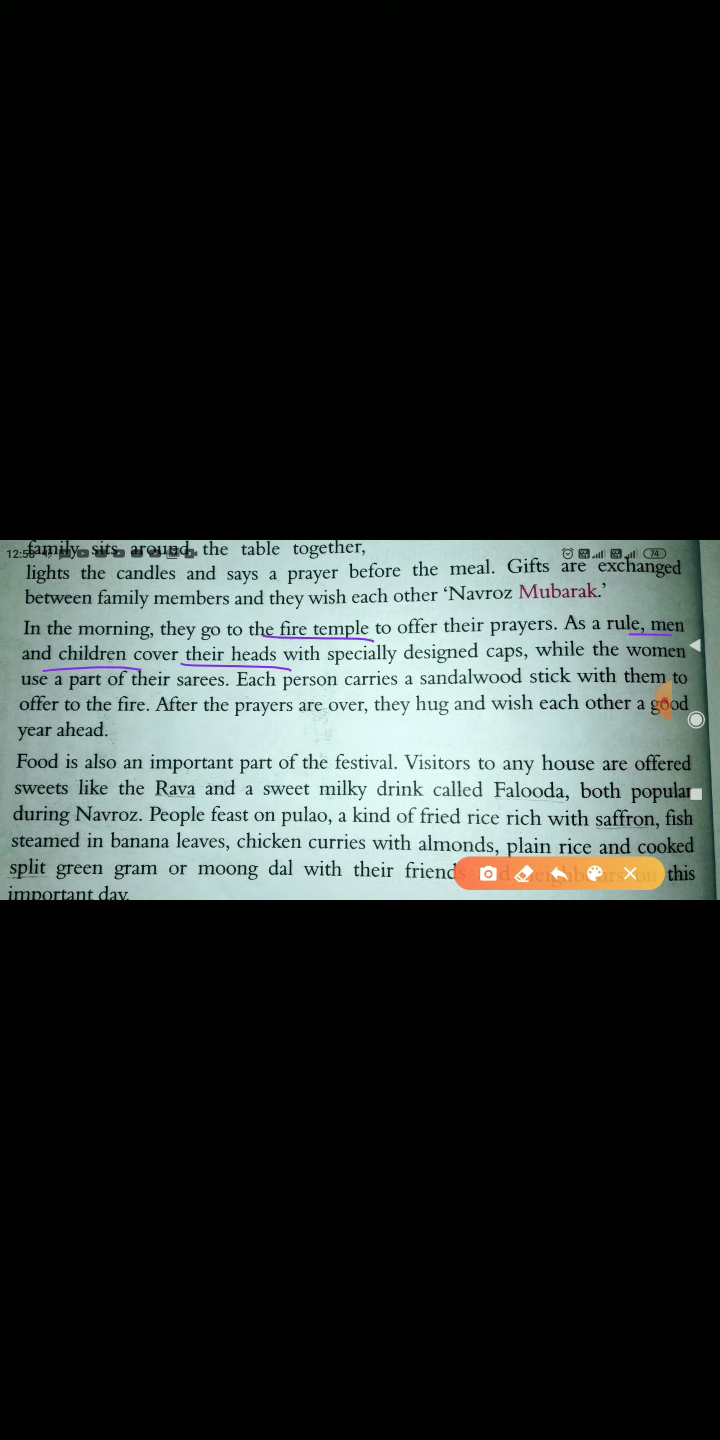 12:5
74
family sits around the table together,
lights the candles and says a prayer before the meal. Gifts are exchanged
between family members and they wish each other ‘Navroz Mubarak.’
In the morning, they go to the fire temple to offer their prayers. As a rule, men
and children cover their heads with specially designed caps, while the women
use a part of their sarees. Each person carries a sandalwood stick with them to
offer to the fire. After the prayers are over, they hug and wish each other a good
year ahead.
Food is also an important part of the festival. Visitors to any house are offered
sweets like the Rava and a sweet milky drink called Falooda, both popular
during Navroz. People feast on pulao, a kind of fried rice rich with saffron, fish
steamed in banana leaves, chicken curries with almonds, plain rice and cooked
split green gram or moong dal with their friends and neighbours on this
important day.